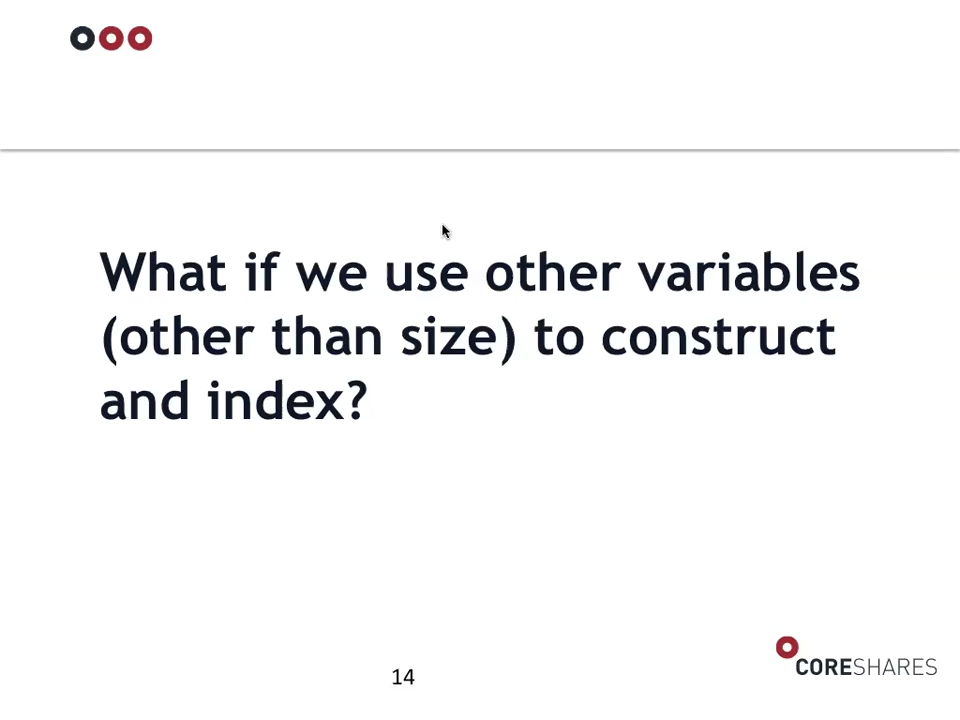 What if we use other variables
(other than size) to construct
and index?
14
CORESHARES